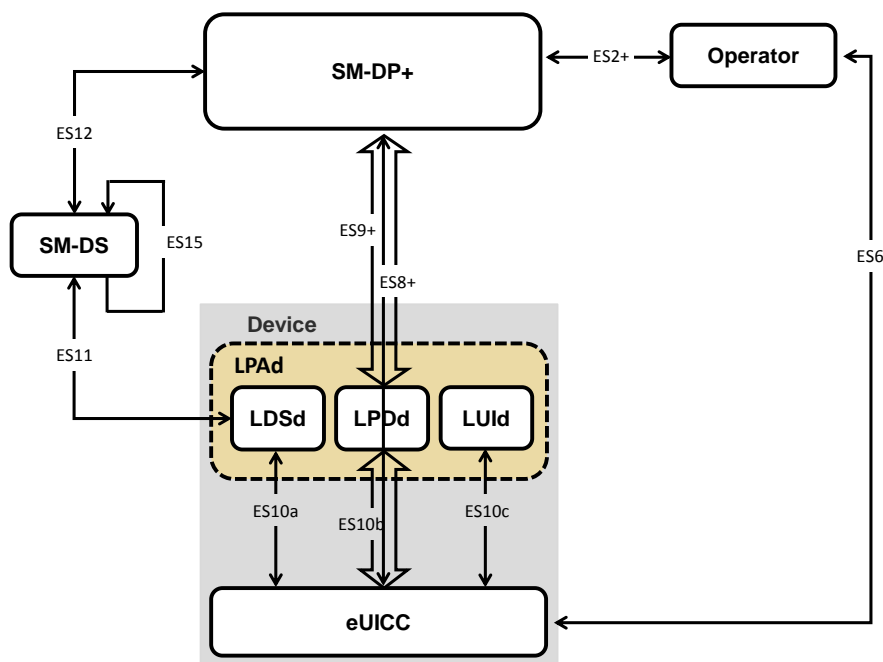 SM-DP+
ES2+
Operator
ES12
SM-DS
ES15
ES9+
ES8+
ES6
ES11
Device
LPAd
LDSd
LPDd
LUId
ES10a
ES10b
ES10c
eUICC